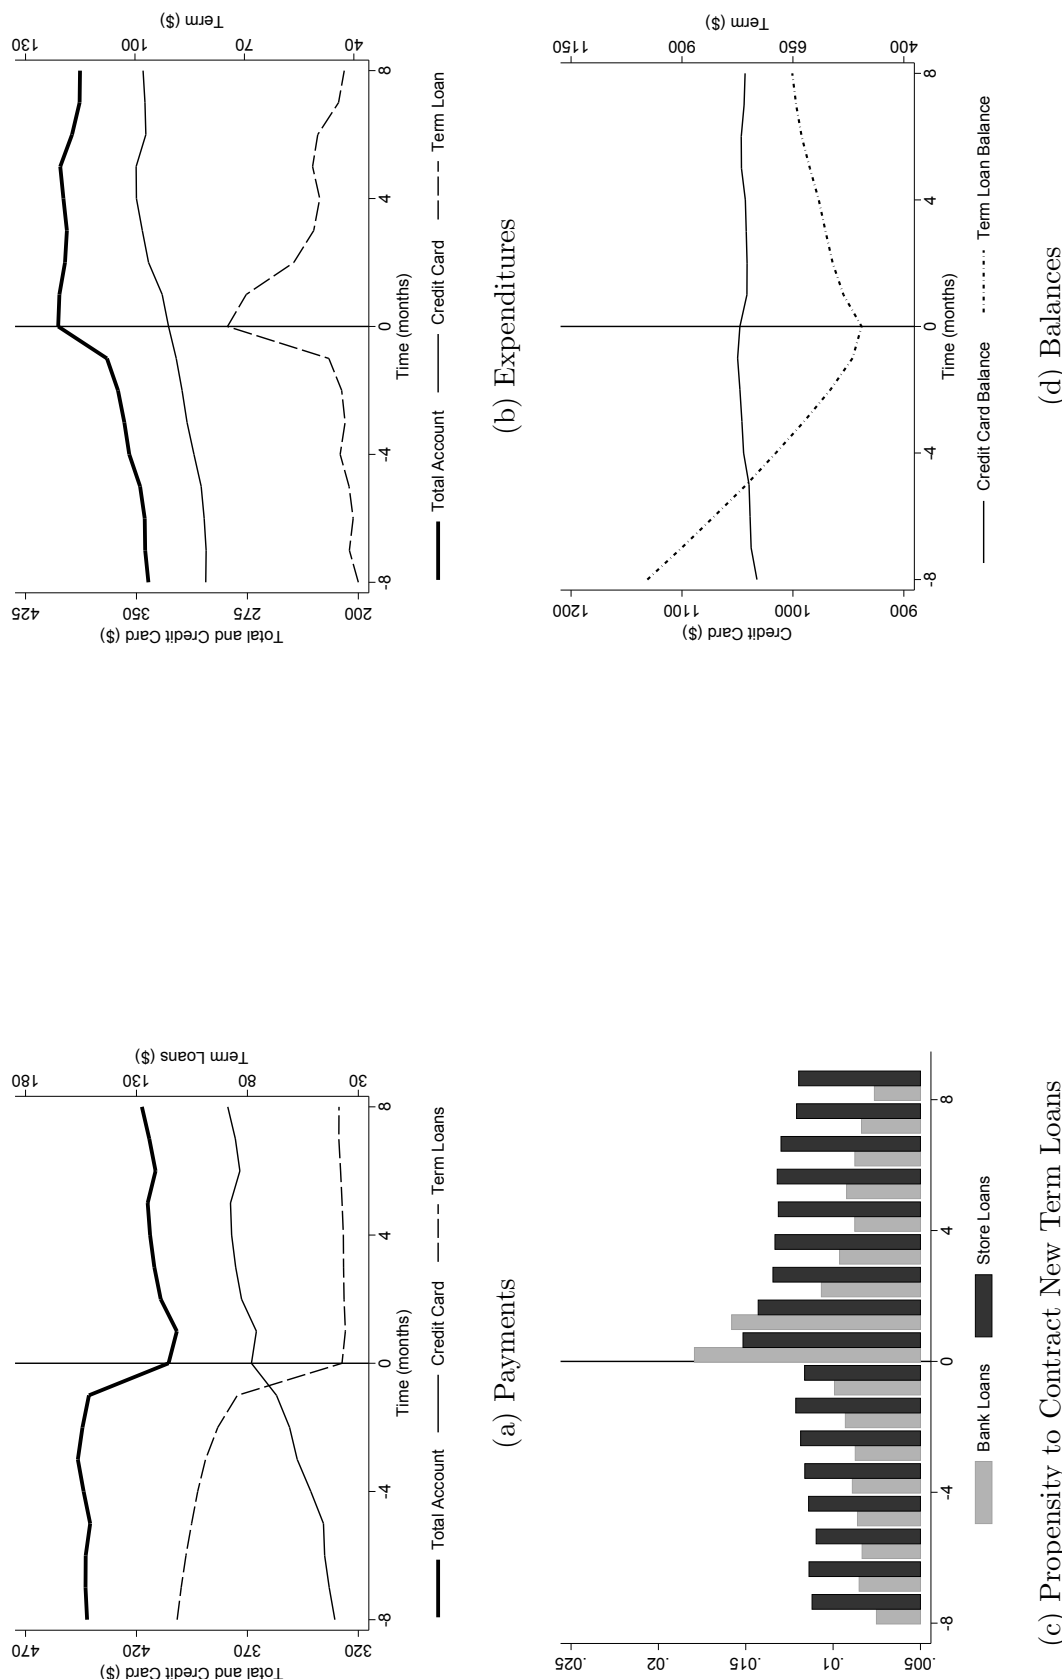 470
420
370
320
Total and Credit Card ($)
180
130
80
30
Term Loans ($)
-8 -4 0 4 8
Time (months)
Total Account Credit Card Term Loans
(a) Payments
425
350
275
200
Total and Credit Card ($)
130
100
70
40
Term ($)
-8 -4 0 4 8
Time (months)
Total Account Credit Card Term Loan
(b) Expenditures
.025
.02
.015
.01
.005
-8 -4 0 4 8
Bank Loans Store Loans
(c) Propensity to Contract New Term Loans
1200
1100
1000
900
Credit Card ($)
1150
900
650
400
Term ($)
-8 -4 0 4 8
Time (months)
Credit Card Balance Term Loan Balance
(d) Balances